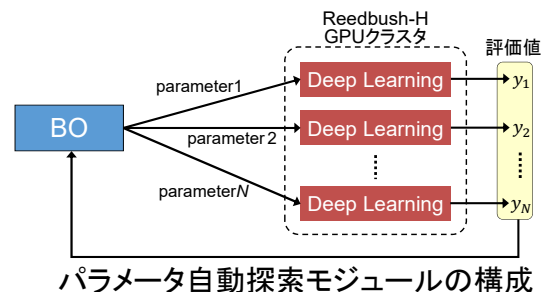 Reedbush-H
GPUクラスタ
評価値
parameter1
Deep Learning
y₁
BO
parameter2
Deep Learning
y₂
parameterN
Deep Learning
y_N
パラメータ自動探索モジュールの構成